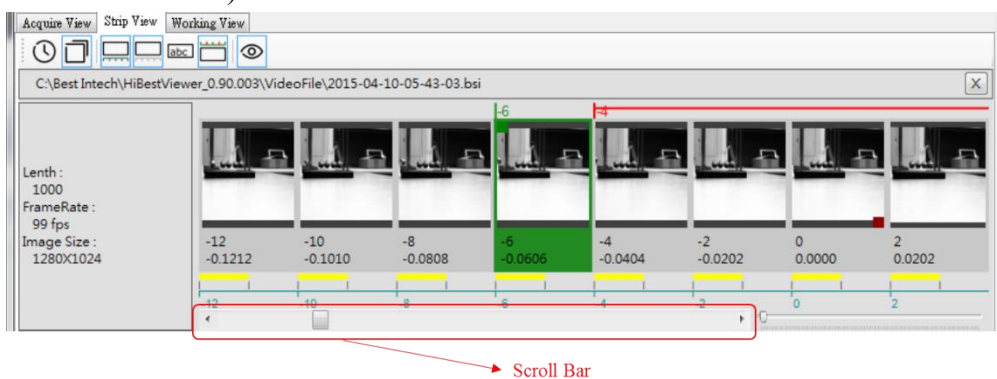 Acquire View Strip View Working View
abc
C:\Best Intech\HiBestViewer_0.90.003\VideoFile\2015-04-10-05-43-03.bsi X
-6 -4
Lenth :
1000
FrameRate :
99 fps
Image Size :
1280X1024
-12 -10 -8 -6 -4 -2 0 2
-0.1212 -0.1010 -0.0808 -0.0606 -0.0404 -0.0202 0.0000 0.0202
-12 -10 -8 -6 -4 -2 0 2
Scroll Bar